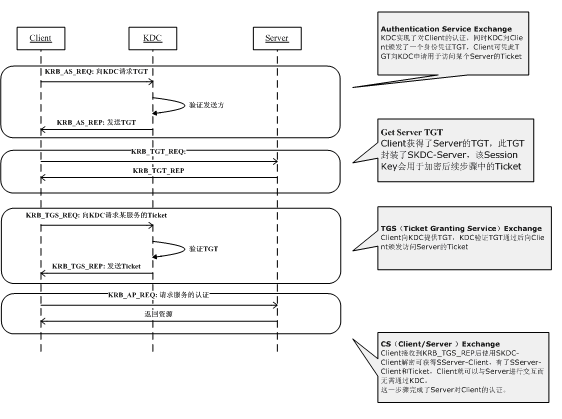 Client
KDC
Server
KRB_AS_REQ: 向KDC请求TGT
验证发送方
KRB_AS_REP: 发送TGT
KRB_TGT_REQ:
KRB_TGT_REP
KRB_TGS_REQ: 向KDC请求某服务的Ticket
验证TGT
KRB_TGS_REP: 发送Ticket
KRB_AP_REQ: 请求服务的认证
返回资源
Authentication Service Exchange
KDC实现了对Client的认证，同时KDC为Clie
nt颁发了一个身份凭证TGT，Client可凭此T
GT向KDC申请用于访问某个Server的Ticket
Get Server TGT
Client获得了Server的TGT，此TGT
封装了SKDC-Server，该Session
Key会用于加密后续步骤中的Ticket
TGS（Ticket Granting Service）Exchange
Client向KDC提供TGT，KDC验证TGT通过后向Clie
nt颁发访问Server的Ticket
CS（Client/Server ）Exchange
Client接收到KRB_TGS_REP后使用SKDC-
Client解密可获得SServer-Client，有了SServer-
Client和Ticket，Client就可以与Server进行交互而
无需通过KDC。
这一步骤完成了Server对Client的认证。